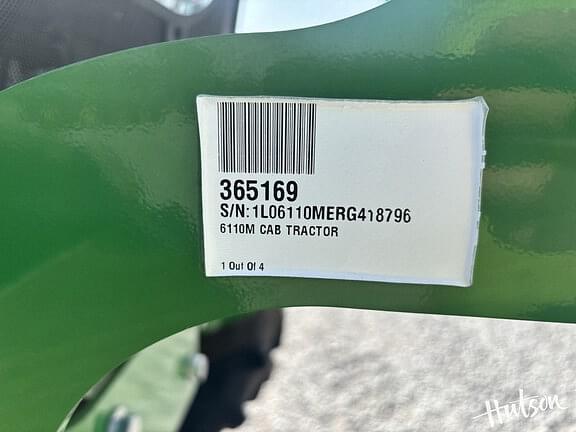 365169
S/N:1L06110MERG418796
6110M CAB TRACTOR
1 Out Of 4
Hutson